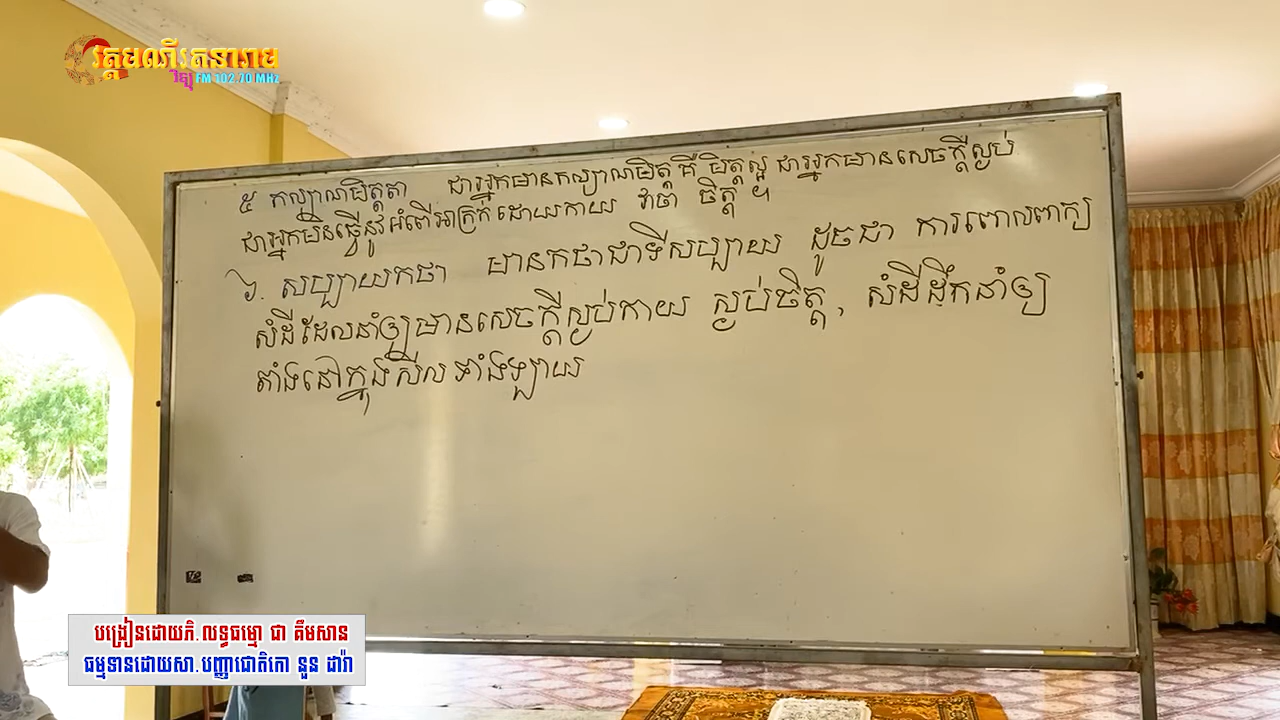 វត្តមណីរតនារាម
វិទ្យុ FM 102.70 MHz
៥ កល្យាណមិត្តតា ជាអ្នកមានកល្យាណមិត្ត គឺ មិត្តល្អ ជាអ្នកមានសេចក្តីស្ងប់
ជាអ្នកមិនធ្វើនូវអំពើអាក្រក់ ដោយកាយ វាចា ចិត្ត ។
៦. សប្បាយកថា មានកថាជាទីសប្បាយ ដូចជា ការពោលពាក្យ
សំដីដែលនាំឲ្យមានសេចក្តីស្ងប់កាយ ស្ងប់ចិត្ត , សំដីដឹកនាំឲ្យ
តាំងនៅក្នុងសីល ទាំងឡាយ
បង្រៀនដោយភិ.លទ្ធធម្មោ ជា គឹមសាន
ធម្មទានដោយសា.បញ្ញាជោតិកោ នួន ដារ៉ា